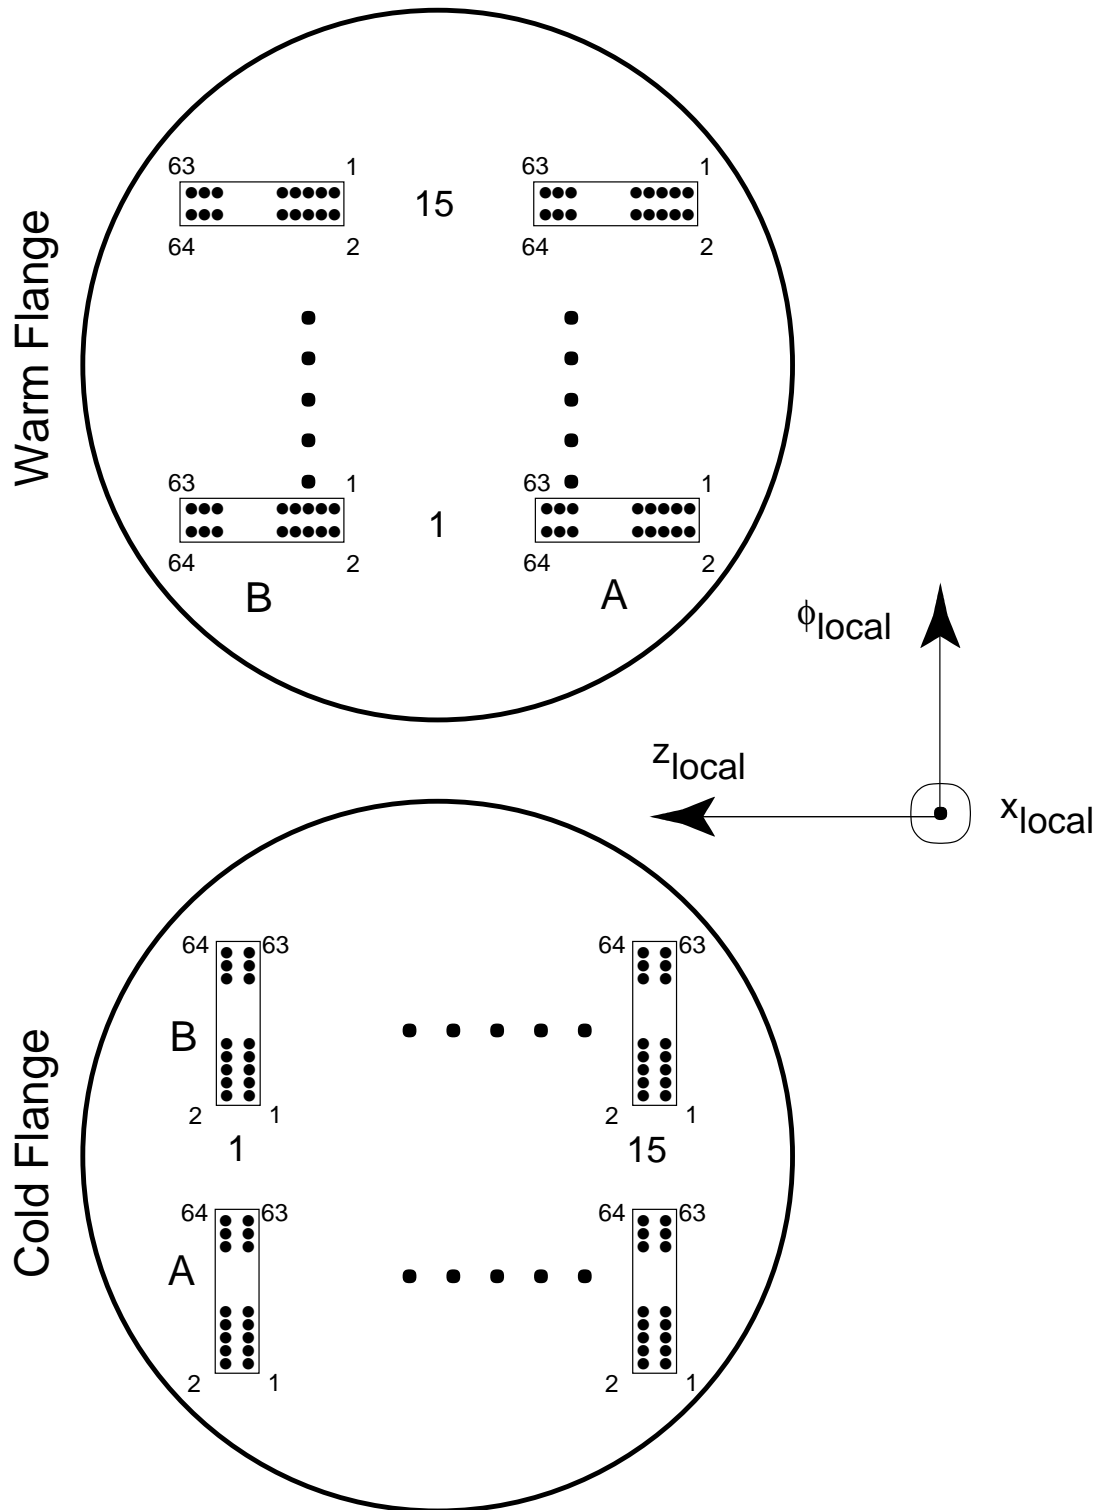 Warm Flange
63 1 63 1
15
64 2 64 2
63 1 63 1
1
64 2 64 2
B A
ϕlocal
zlocal
xlocal
Cold Flange
64 63 64 63
B
2 1 2 1
1 15
64 63 64 63
A
2 1 2 1